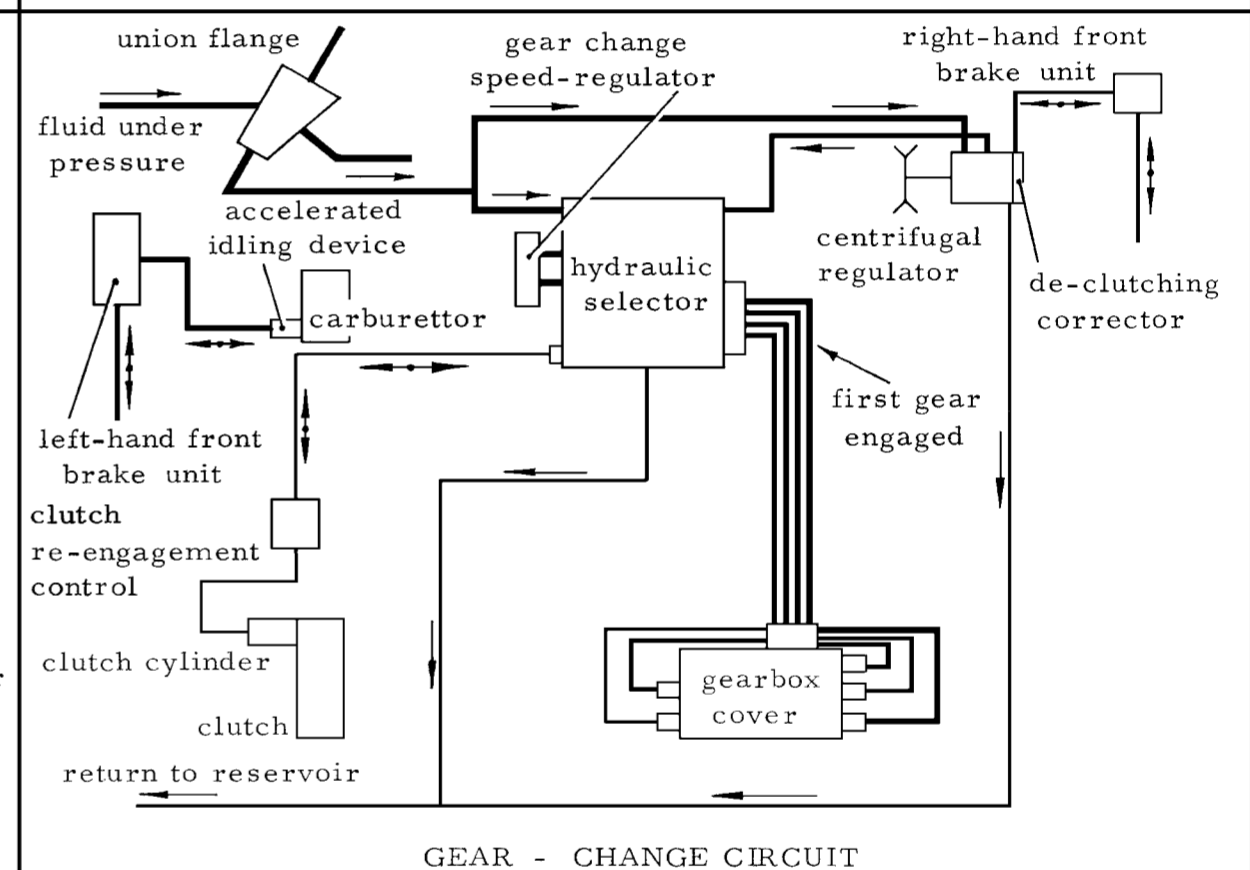 union flange
gear change
speed-regulator
right-hand front
brake unit
fluid under
pressure
accelerated
idling device
centrifugal
regulator
de-clutching
corrector
hydraulic
selector
carburettor
first gear
engaged
left-hand front
brake unit
clutch
re-engagement
control
clutch cylinder
clutch
gearbox
cover
return to reservoir
GEAR - CHANGE CIRCUIT